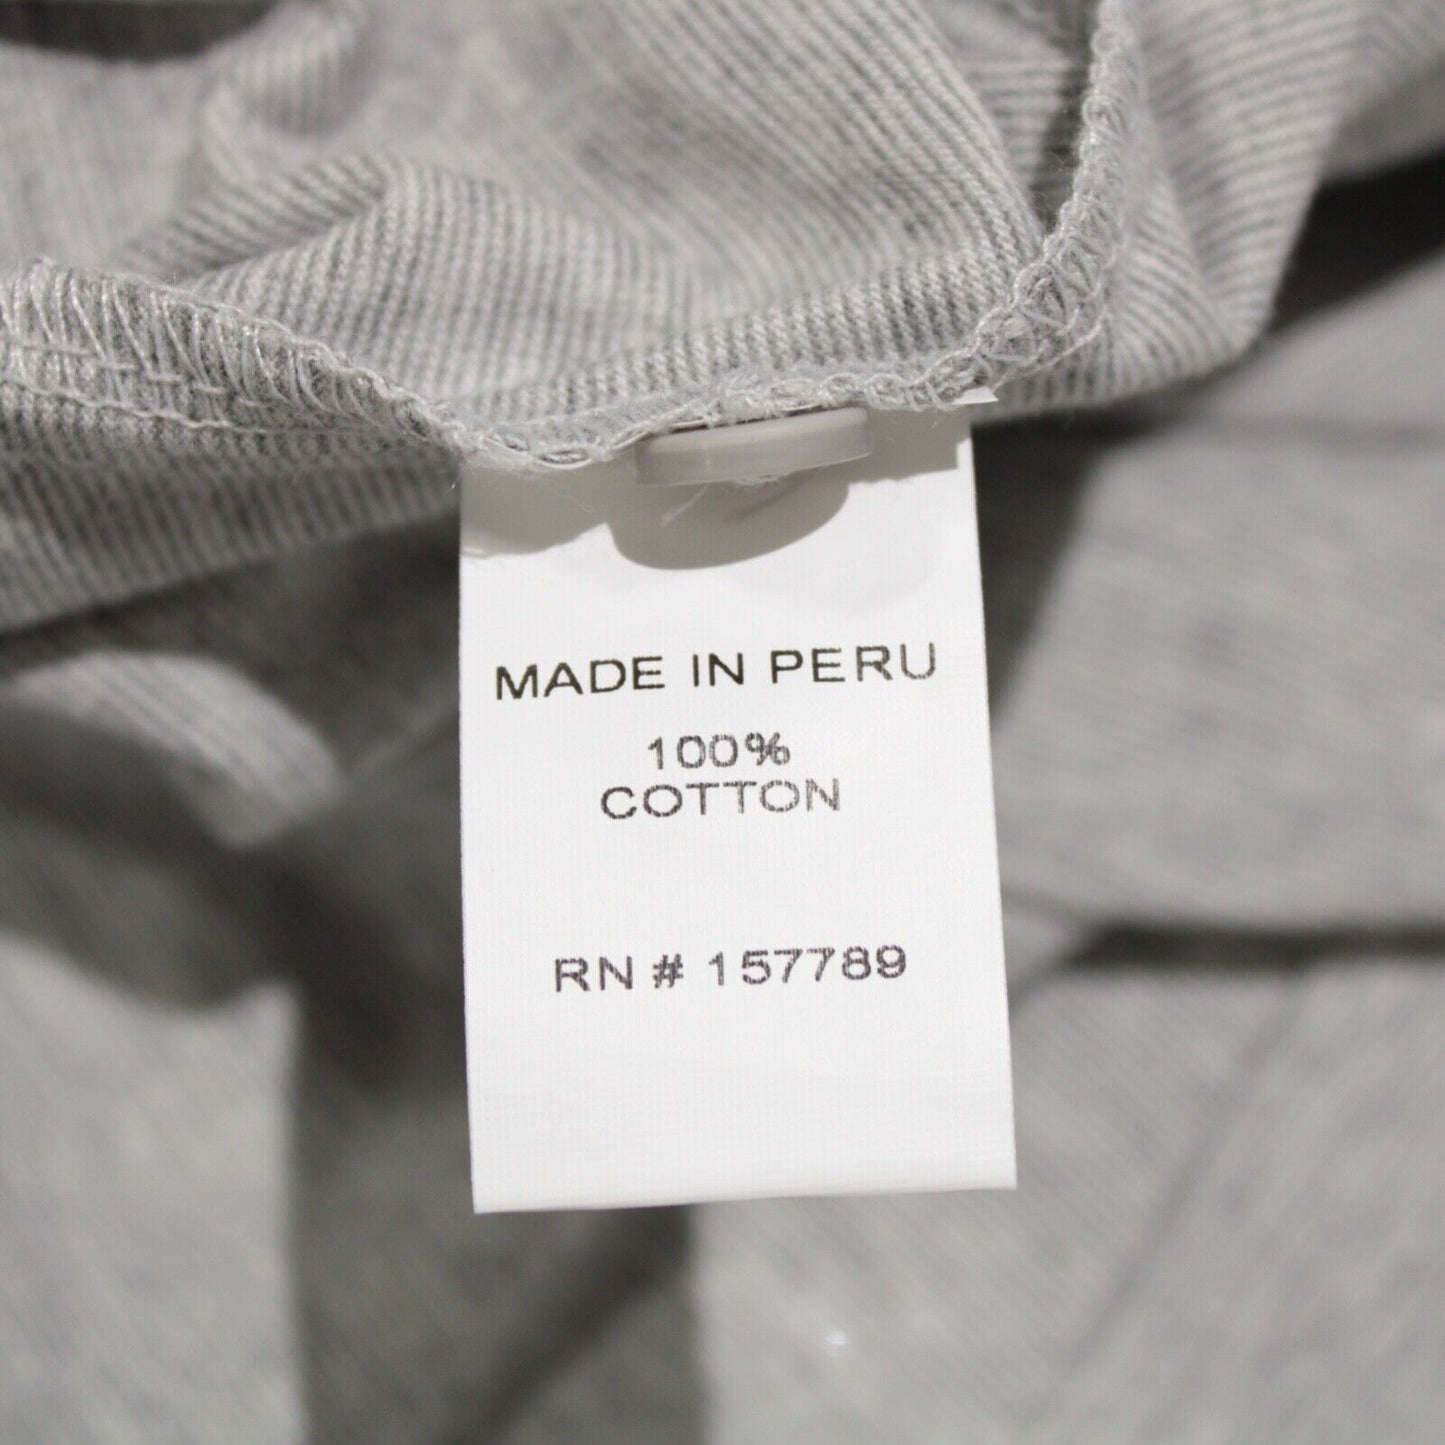 MADE IN PERU
100%
COTTON
RN # 157789